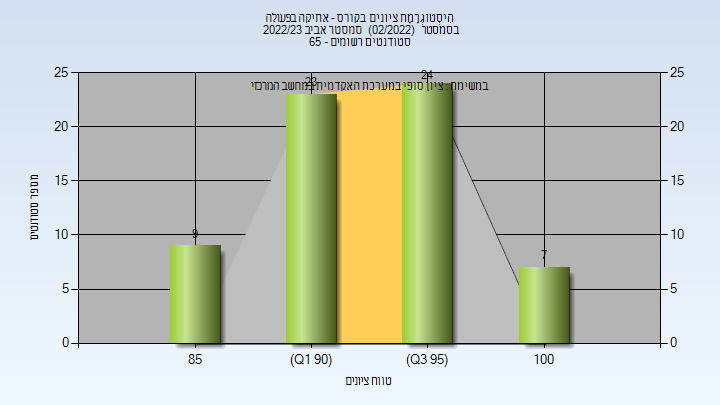 היסטוגרמת ציונים בקורס - אתיקה בפעולה
בסמסטר (02/2022) סמסטר אביב 2022/23
סטודנטים רשומים - 65
במשימת: ציון סופי במערכת האקדמית במחשב המרכזי
מספר סטודנטים
25
20
15
10
5
0
25
20
15
10
5
0
9
23
24
7
85
(Q1 90)
(Q3 95)
100
טווח ציונים